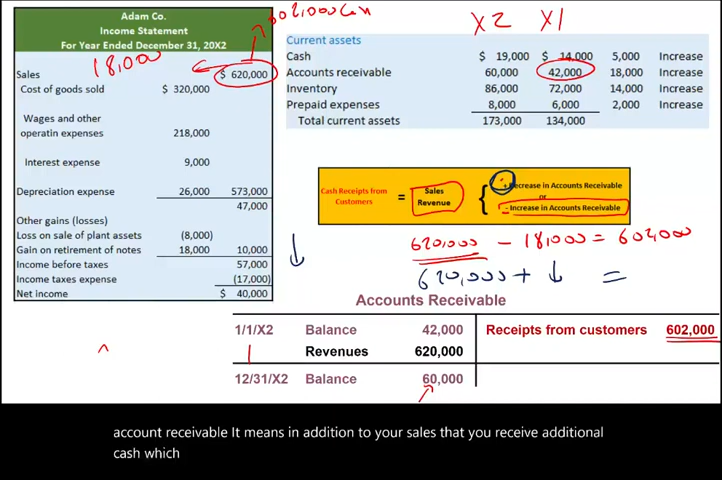 Adam Co.
Income Statement
For Year Ended December 31, 20X2
18,000
Sales $ 620,000
Cost of goods sold $ 320,000
Wages and other
operatin expenses 218,000
Interest expense 9,000
Depreciation expense 26,000 573,000
47,000
Other gains (losses)
Loss on sale of plant assets (8,000)
Gain on retirement of notes 18,000 10,000
Income before taxes 57,000
Income taxes expense (17,000)
Net income $ 40,000
X2 X1
Current assets
Cash $ 19,000 $ 14,000 5,000 Increase
Accounts receivable 60,000 42,000 18,000 Increase
Inventory 86,000 72,000 14,000 Increase
Prepaid expenses 8,000 6,000 2,000 Increase
Total current assets 173,000 134,000
Cash Receipts from
Customers
=
Sales
Revenue
Decrease in Accounts Receivable
or
- Increase in Accounts Receivable
620,000 - 18,000 = 602,000
620,000 + ↓ =
Accounts Receivable
1/1/X2 Balance 42,000 Receipts from customers 602,000
Revenues 620,000
12/31/X2 Balance 60,000
account receivable It means in addition to your sales that you receive additional
cash which